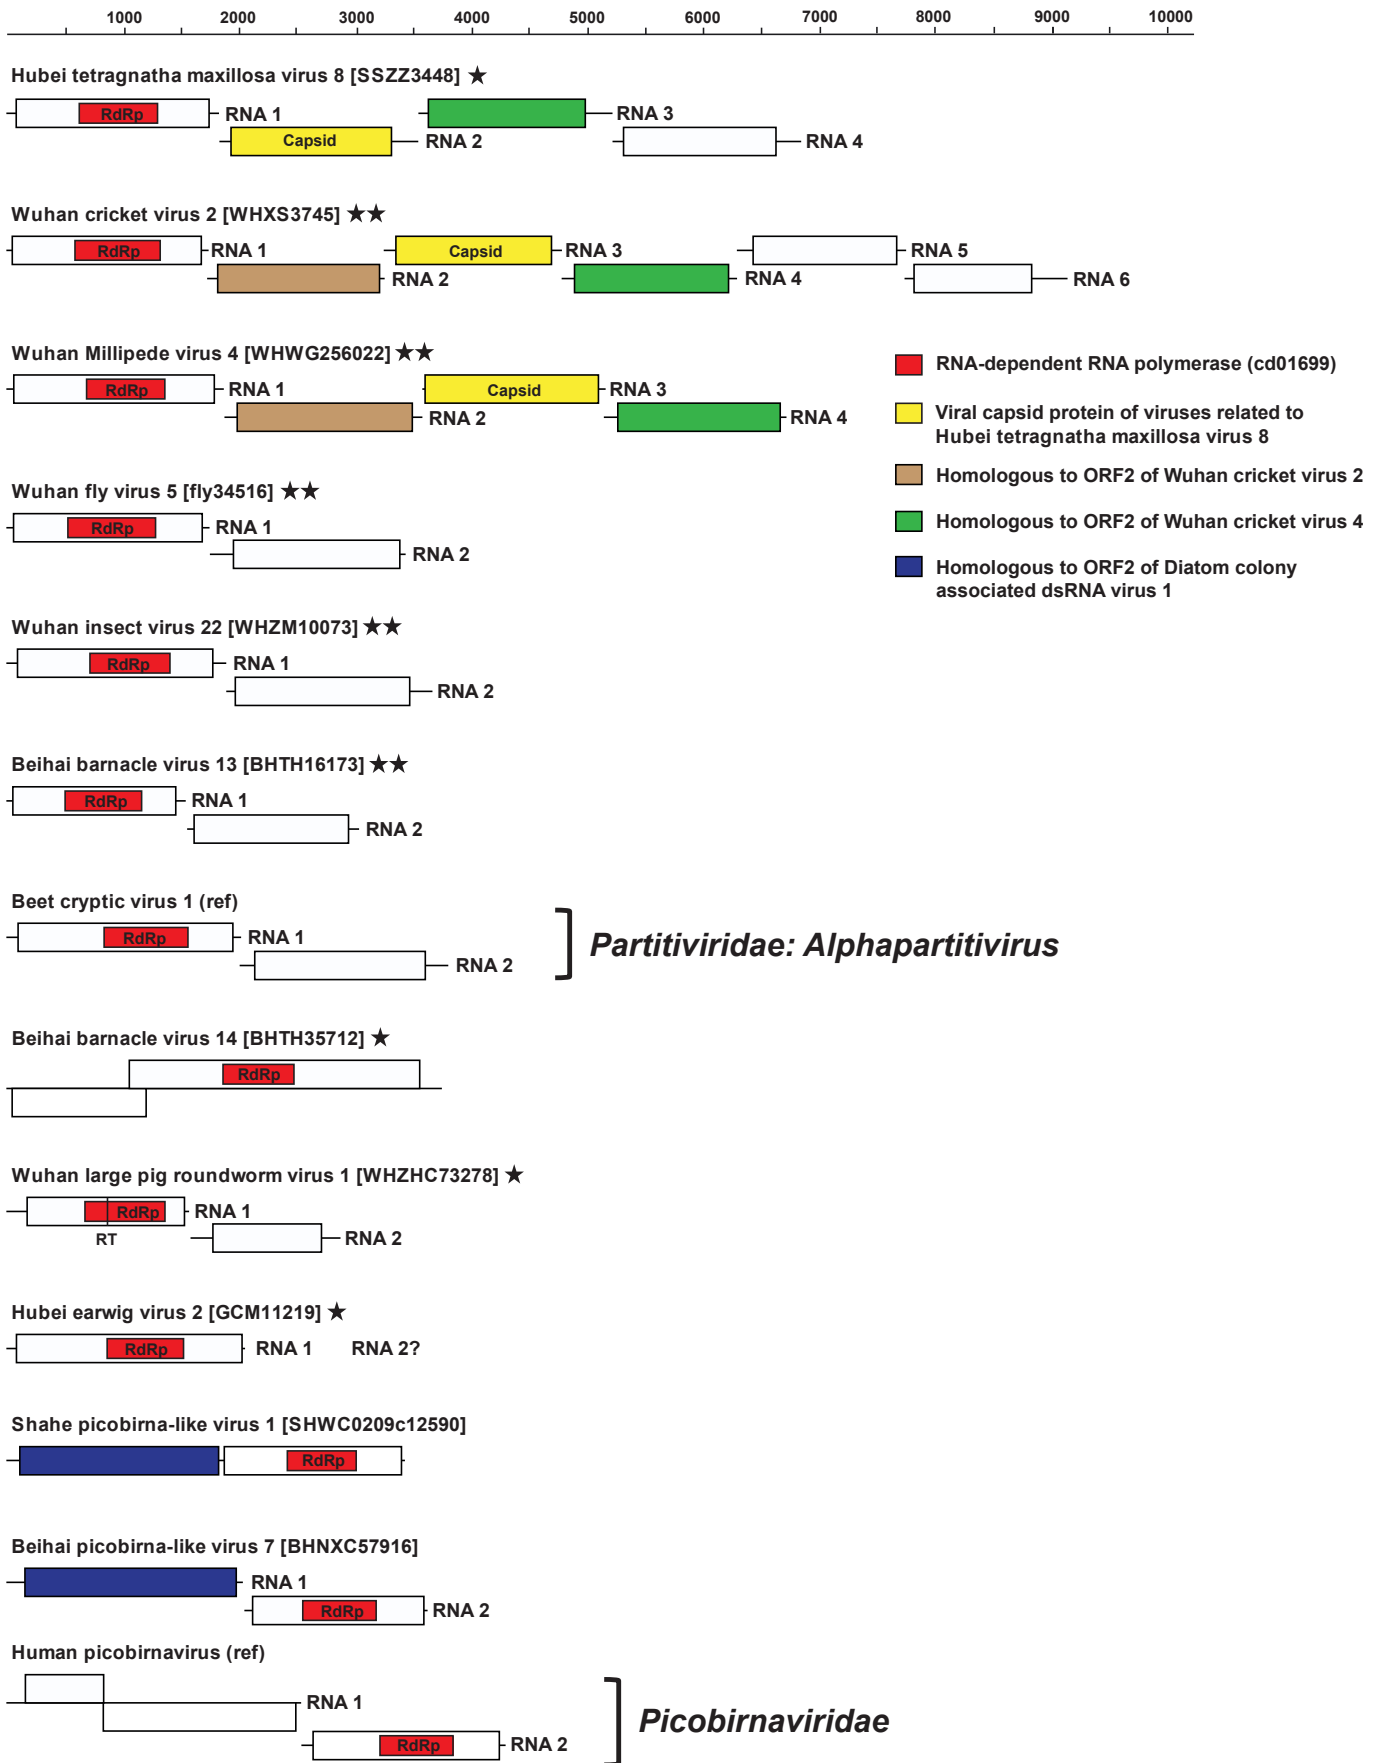 1000 2000 3000 4000 5000 6000 7000 8000 9000 10000
Hubei tetragnatha maxillosa virus 8 [SSZZ3448] ★
RdRp RNA 1 RNA 3
Capsid RNA 2 RNA 4
Wuhan cricket virus 2 [WHXS3745] ★★
RdRp RNA 1 Capsid RNA 3 RNA 5
RNA 2 RNA 4 RNA 6
Wuhan Millipede virus 4 [WHWG256022] ★★
RdRp RNA 1 Capsid RNA 3
RNA 2 RNA 4
RNA-dependent RNA polymerase (cd01699)
Viral capsid protein of viruses related to
Hubei tetragnatha maxillosa virus 8
Homologous to ORF2 of Wuhan cricket virus 2
Homologous to ORF2 of Wuhan cricket virus 4
Homologous to ORF2 of Diatom colony
associated dsRNA virus 1
Wuhan fly virus 5 [fly34516] ★★
RdRp RNA 1
RNA 2
Wuhan insect virus 22 [WHZM10073] ★★
RdRp RNA 1
RNA 2
Beihai barnacle virus 13 [BHTH16173] ★★
RdRp RNA 1
RNA 2
Beet cryptic virus 1 (ref)
RdRp RNA 1
RNA 2
Partitiviridae: Alphapartitivirus
Beihai barnacle virus 14 [BHTH35712] ★
RdRp
Wuhan large pig roundworm virus 1 [WHZHC73278] ★
RdRp RNA 1
RT RNA 2
Hubei earwig virus 2 [GCM11219] ★
RdRp RNA 1 RNA 2?
Shahe picobirna-like virus 1 [SHWC0209c12590]
RdRp
Beihai picobirna-like virus 7 [BHNXC57916]
RNA 1
RdRp RNA 2
Human picobirnavirus (ref)
RNA 1
RdRp RNA 2
Picobirnaviridae